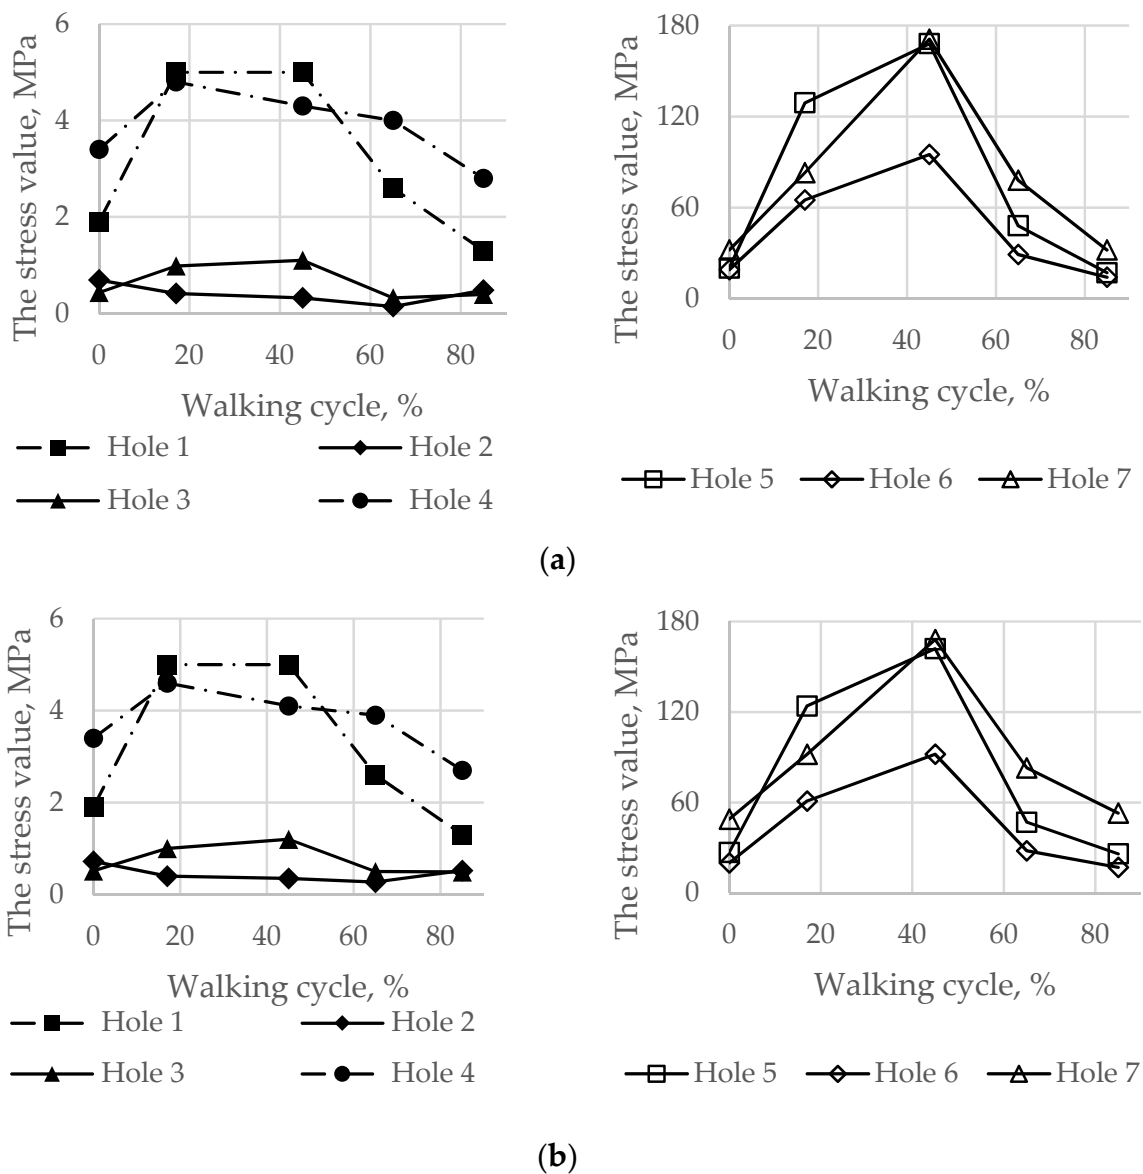 The stress value, MPa
6
4
2
0
0 20 40 60 80
Walking cycle, %
Hole 1 Hole 2
Hole 3 Hole 4
The stress value, MPa
180
120
60
0
0 20 40 60 80
Walking cycle, %
Hole 5 Hole 6 Hole 7
(a)
The stress value, MPa
6
4
2
0
0 20 40 60 80
Walking cycle, %
Hole 1 Hole 2
Hole 3 Hole 4
The stress value, MPa
180
120
60
0
0 20 40 60 80
Walking cycle, %
Hole 5 Hole 6 Hole 7
(b)